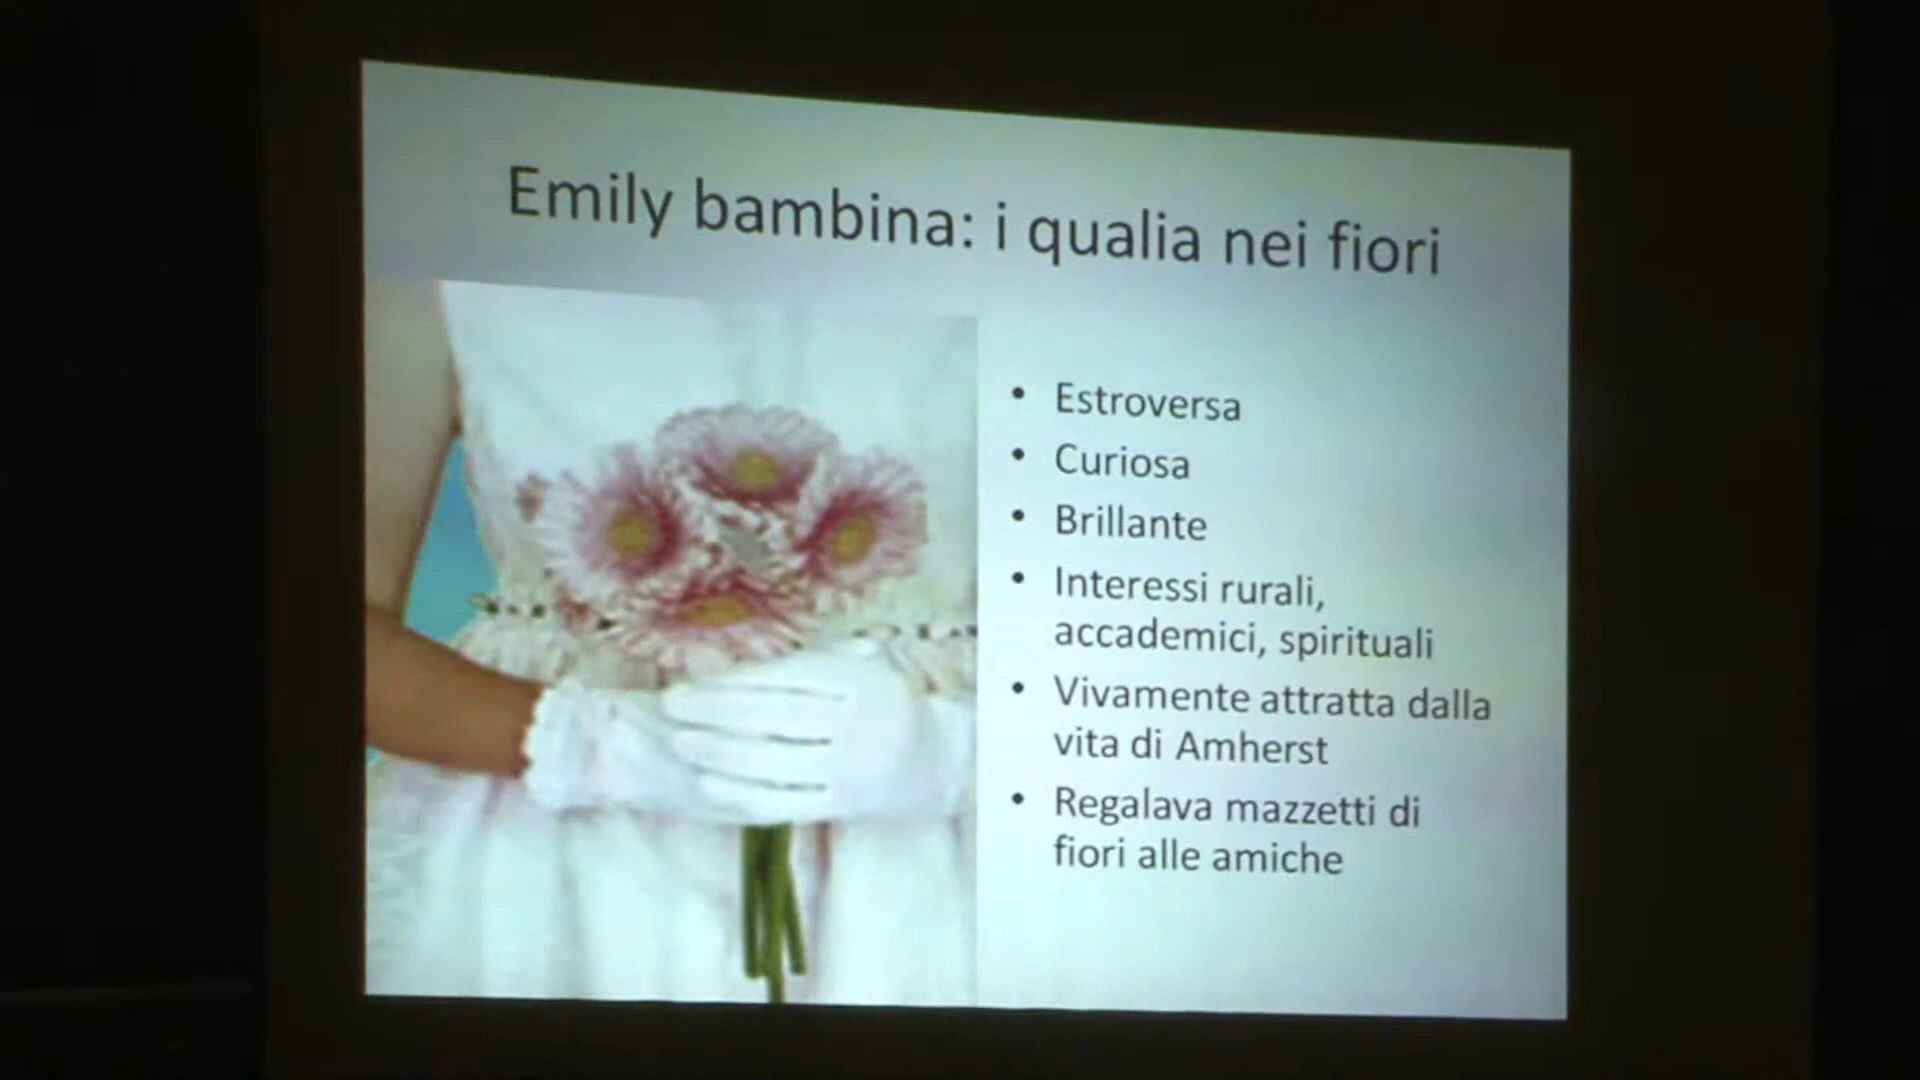 Emily bambina: i qualia nei fiori
• Estroversa
• Curiosa
• Brillante
• Interessi rurali,
accademici, spirituali
• Vivamente attratta dalla
vita di Amherst
• Regalava mazzetti di
fiori alle amiche